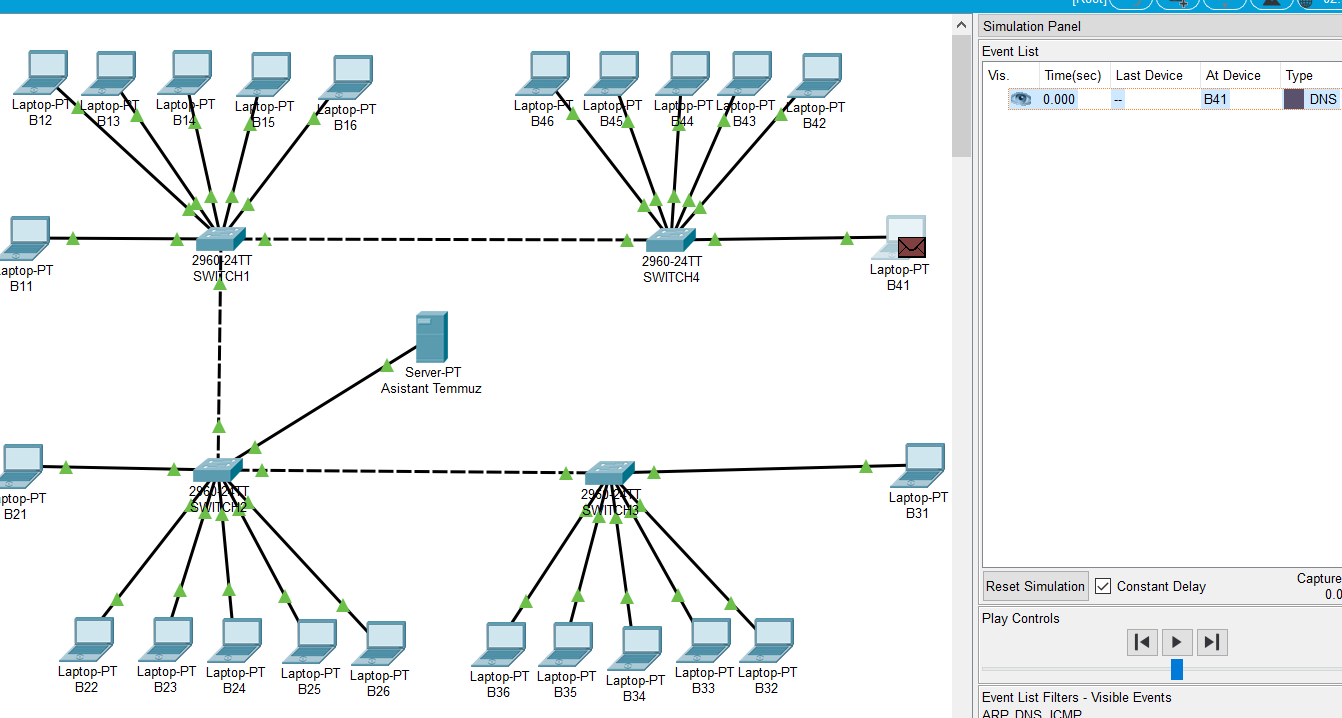 [Root]
Simulation Panel
Event List
Vis. Time(sec) Last Device At Device Type
0.000 -- B41 DNS
Laptop-PT
B12
Laptop-PT
B13
Laptop-PT
B14
Laptop-PT
B15
Laptop-PT
B16
Laptop-PT
B46
Laptop-PT
B45
Laptop-PT
B44
Laptop-PT
B43
Laptop-PT
B42
aptop-PT
B11
2960-24TT
SWITCH1
2960-24TT
SWITCH4
Laptop-PT
B41
Server-PT
Asistant Temmuz
ptop-PT
B21
2960-24TT
SWITCH2
2960-24TT
SWITCH3
Laptop-PT
B31
Laptop-PT
B22
Laptop-PT
B23
Laptop-PT
B24
Laptop-PT
B25
Laptop-PT
B26
Laptop-PT
B36
Laptop-PT
B35
Laptop-PT
B34
Laptop-PT
B33
Laptop-PT
B32
Reset Simulation Constant Delay Capture
0.0
Play Controls
Event List Filters - Visible Events
ARP, DNS, ICMP